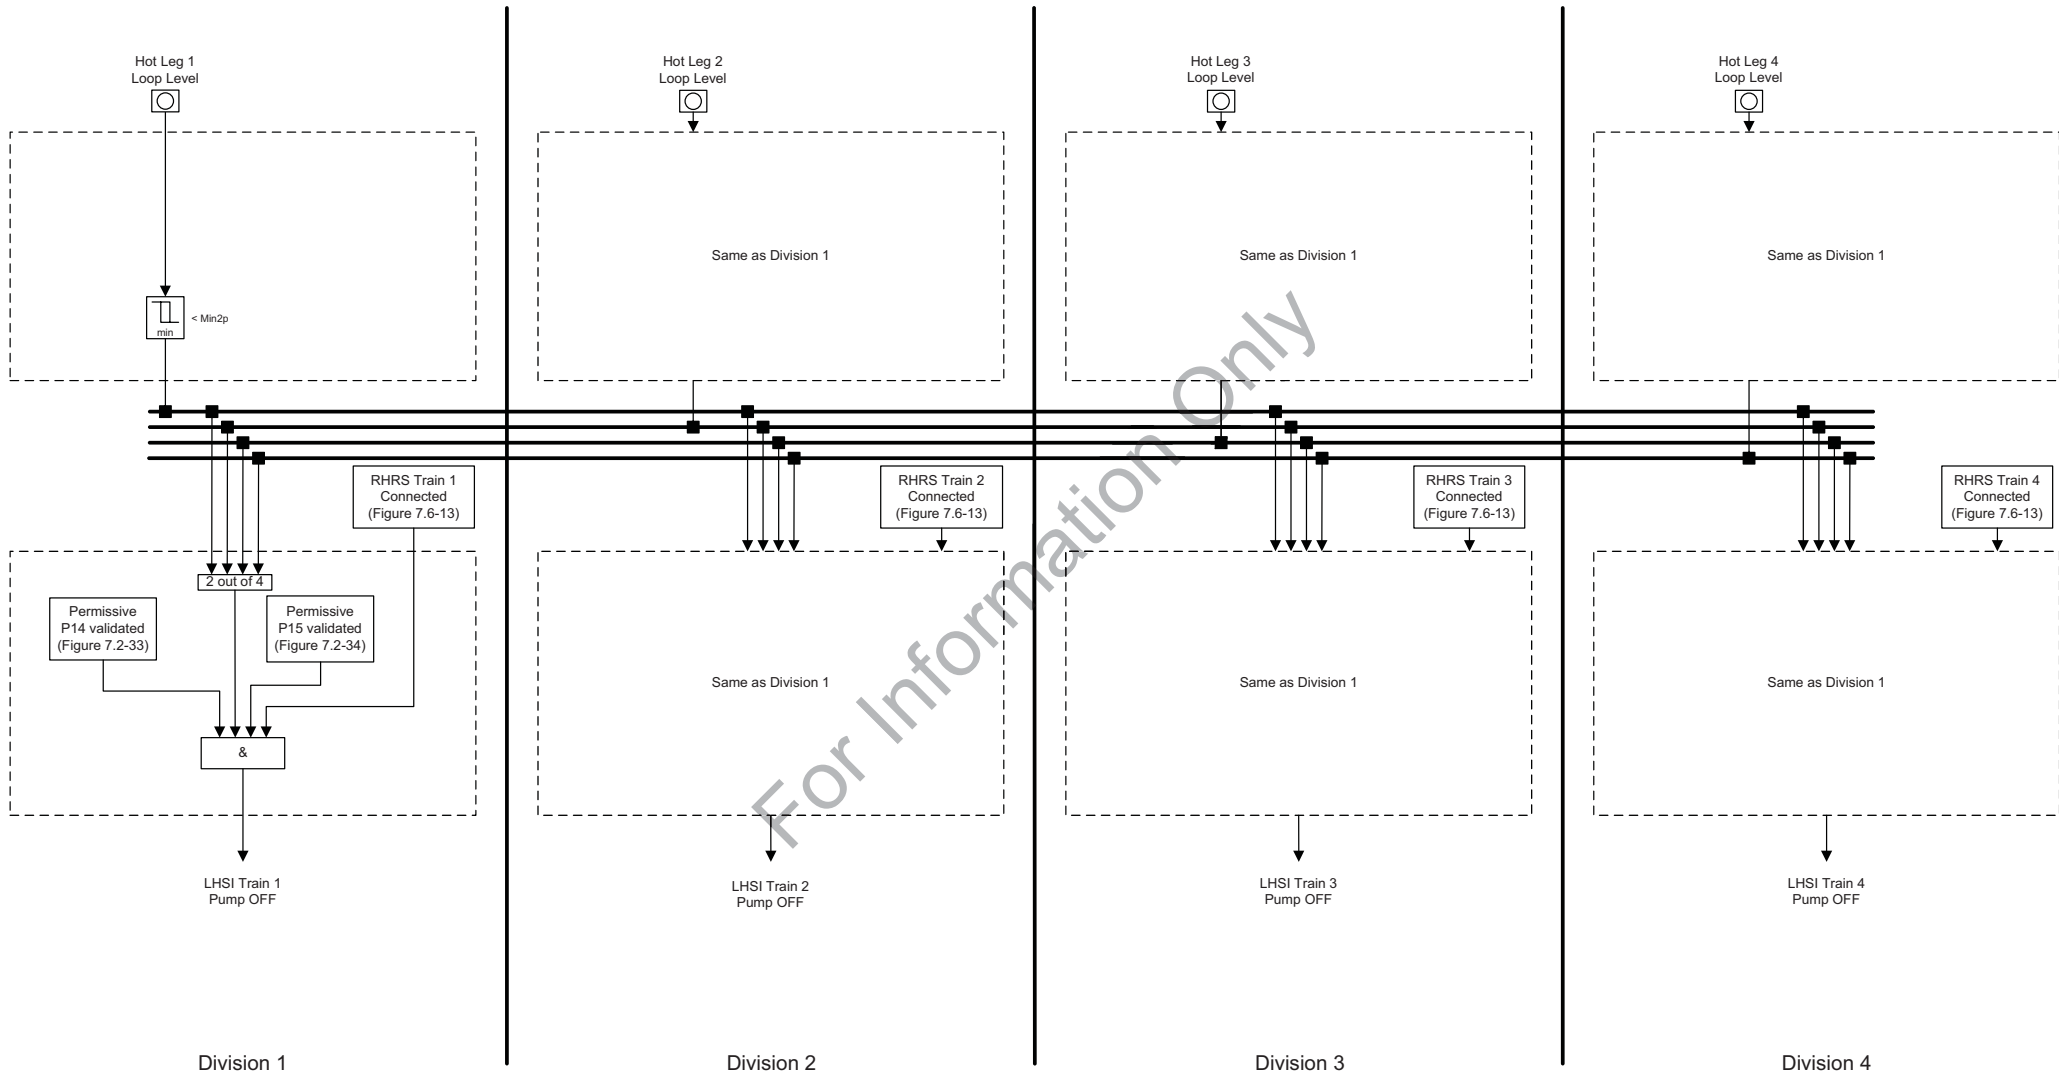 Hot Leg 1
Loop Level
Hot Leg 2
Loop Level
Hot Leg 3
Loop Level
Hot Leg 4
Loop Level
min
< Min2p
Same as Division 1
Same as Division 1
Same as Division 1
RHRS Train 1
Connected
(Figure 7.6-13)
RHRS Train 2
Connected
(Figure 7.6-13)
RHRS Train 3
Connected
(Figure 7.6-13)
RHRS Train 4
Connected
(Figure 7.6-13)
2 out of 4
Permissive
P14 validated
(Figure 7.2-33)
Permissive
P15 validated
(Figure 7.2-34)
&
Same as Division 1
Same as Division 1
Same as Division 1
For Information Only
LHSI Train 1
Pump OFF
LHSI Train 2
Pump OFF
LHSI Train 3
Pump OFF
LHSI Train 4
Pump OFF
Division 1
Division 2
Division 3
Division 4